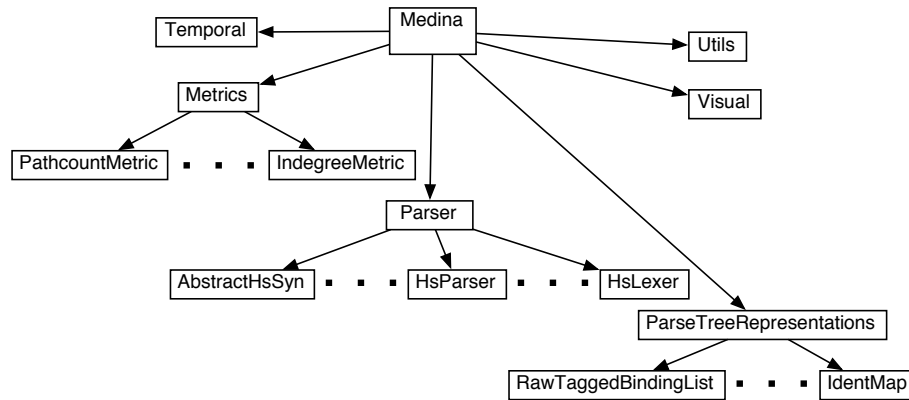 Medina
Temporal
Utils
Metrics
Visual
PathcountMetric
IndegreeMetric
Parser
AbstractHsSyn
HsParser
HsLexer
ParseTreeRepresentations
RawTaggedBindingList
IdentMap